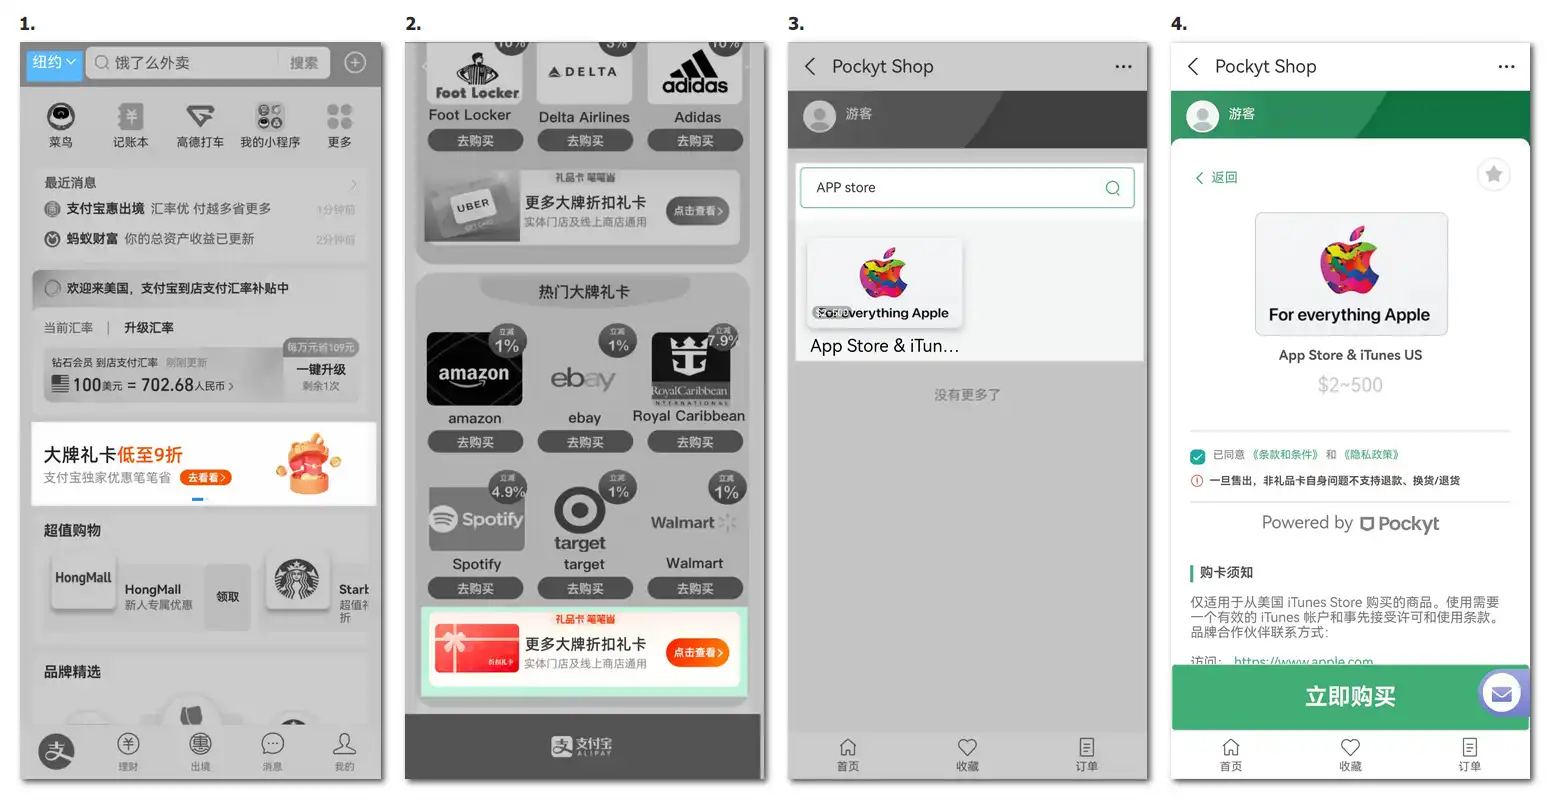 1.
纽约
饿了么外卖
搜索
菜鸟
记账本
高德打车
我的小程序
更多
最近消息
支付宝惠出境 汇率优 付越多省更多
1分钟前
蚂蚁财富 你的总资产收益已更新
2分钟前
欢迎来美国，支付宝到店支付汇率补贴中
当前汇率 | 升级汇率
每万元省109元
钻石会员 到店支付汇率 刚刚更新
100美元 = 702.68人民币
一键升级
剩余1次
大牌礼卡低至9折
支付宝独家优惠笔笔省
去看看
超值购物
HongMall
HongMall
新人专属优惠
领取
Starb
超值礼
折
品牌精选
支
理财
出境
消息
我的
2.
10%
3%
10%
Foot Locker
DELTA
adidas
Foot Locker
Delta Airlines
Adidas
去购买
去购买
去购买
礼品卡 笔笔省
UBER
GIFT CARD
更多大牌折扣礼卡
实体门店及线上商店通用
点击查看
热门大牌礼卡
立减
1%
立减
1%
立减
7.9%
amazon
ebay
RoyalCaribbean
INTERNATIONAL
amazon
ebay
Royal Caribbean
去购买
去购买
去购买
立减
4.9%
立减
1%
立减
1%
Spotify
target
Walmart
Spotify
target
Walmart
去购买
去购买
去购买
礼品卡 笔笔省
折扣礼卡
更多大牌折扣礼卡
实体门店及线上商店通用
点击查看
支付宝
ALIPAY
3.
Pockyt Shop
游客
APP store
For everything Apple
App Store & iTun...
没有更多了
首页
收藏
订单
4.
Pockyt Shop
游客
返回
For everything Apple
App Store & iTunes US
$2~500
已同意 《条款和条件》 和 《隐私政策》
一旦售出，非礼品卡自身问题不支持退款、换货/退货
Powered by Pockyt
购卡须知
仅适用于从美国 iTunes Store 购买的商品。使用需要
一个有效的 iTunes 帐户和事先接受许可和使用条款。
品牌合作伙伴联系方式:
访问: https://www.apple.com
立即购买
首页
收藏
订单